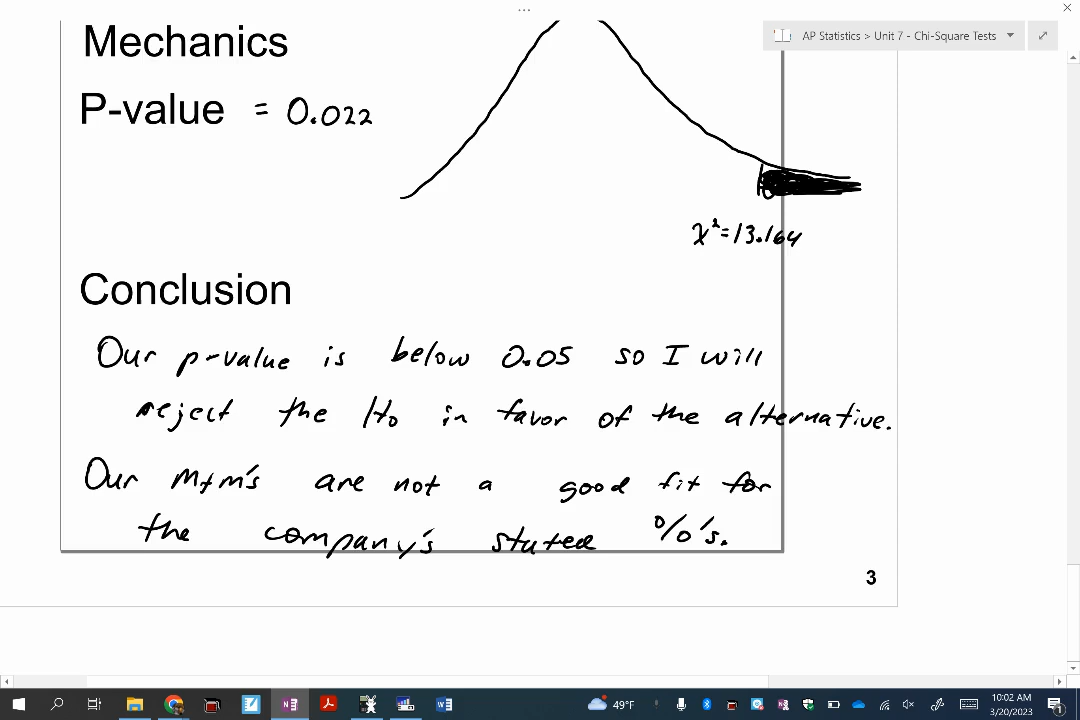 AP Statistics > Unit 7 - Chi-Square Tests
Mechanics
P-value = 0.022
χ²=13.164
Conclusion
Our p-value is below 0.05 so I will
reject the H₀ in favor of the alternative.
Our M+M's are not a good fit for
the company's stated %'s.
3
49°F
10:02 AM
3/20/2023